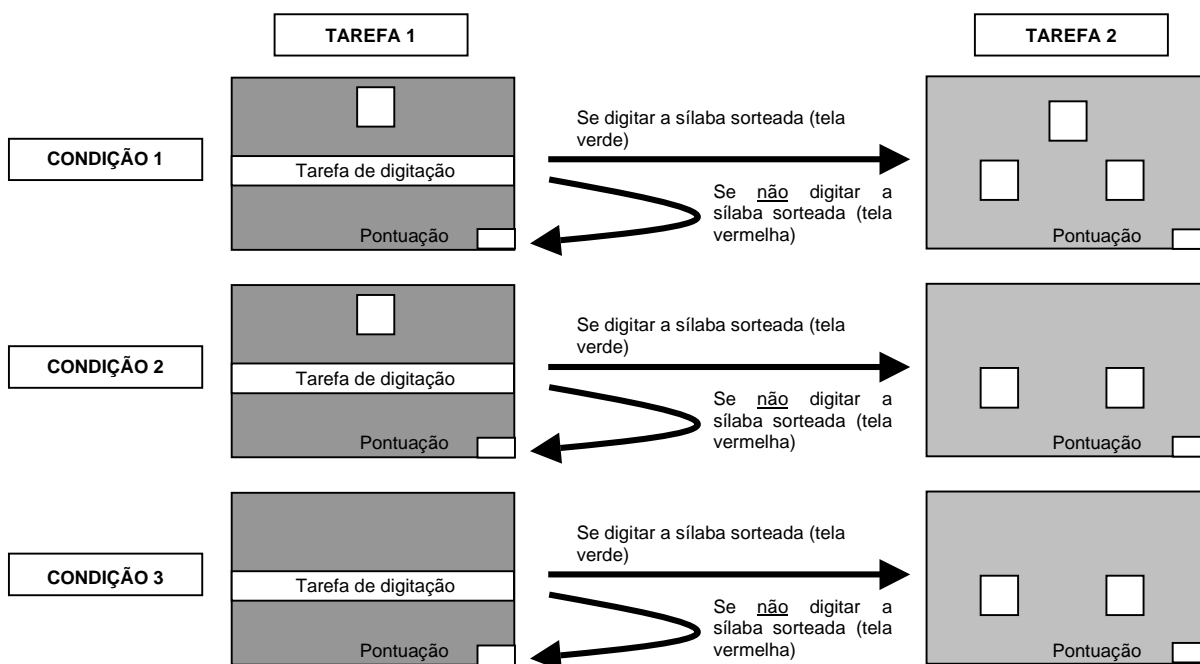 TAREFA 1
TAREFA 2
CONDIÇÃO 1
Tarefa de digitação
Pontuação
Se digitar a sílaba sorteada (tela
verde)
Se não digitar a
sílaba sorteada (tela
vermelha)
Pontuação
CONDIÇÃO 2
Tarefa de digitação
Pontuação
Se digitar a sílaba sorteada (tela
verde)
Se não digitar a
sílaba sorteada (tela
vermelha)
Pontuação
CONDIÇÃO 3
Tarefa de digitação
Pontuação
Se digitar a sílaba sorteada (tela
verde)
Se não digitar a
sílaba sorteada (tela
vermelha)
Pontuação